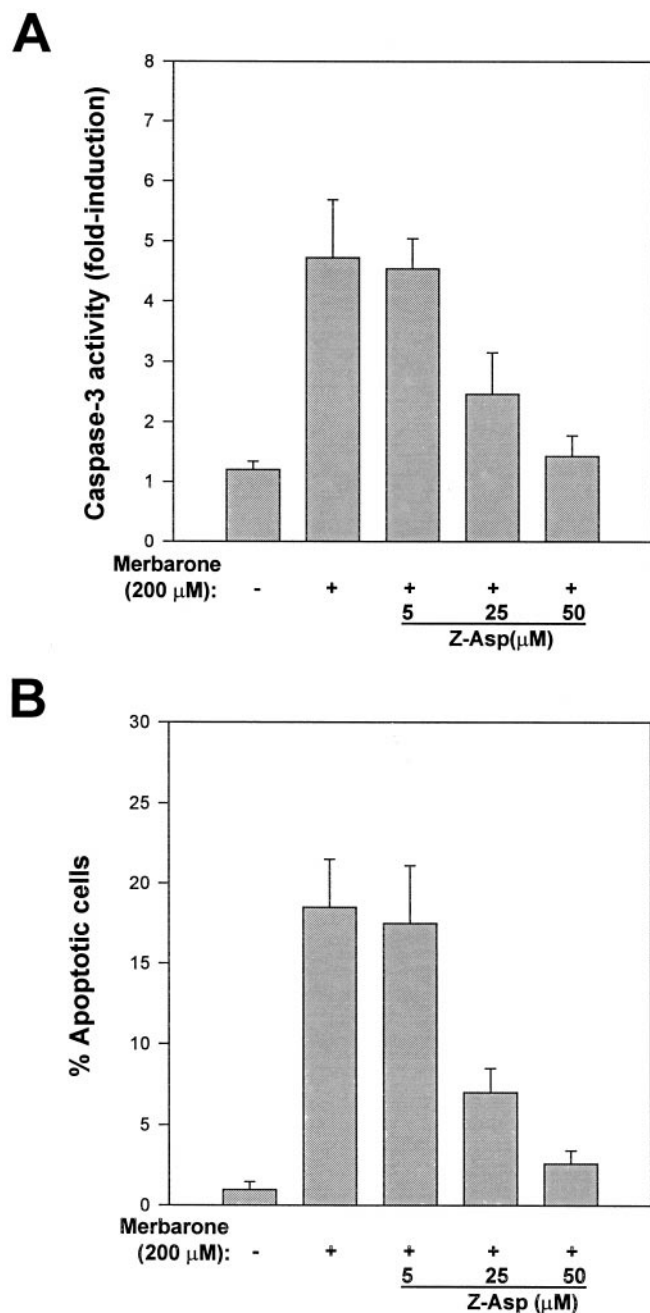 A
Caspase-3 activity (fold-induction)
8
7
6
5
4
3
2
1
0
Merbarone
(200 μM): - + + + +
5 25 50
Z-Asp(μM)
B
% Apoptotic cells
30
25
20
15
10
5
0
Merbarone
(200 μM): - + + + +
5 25 50
Z-Asp (μM)